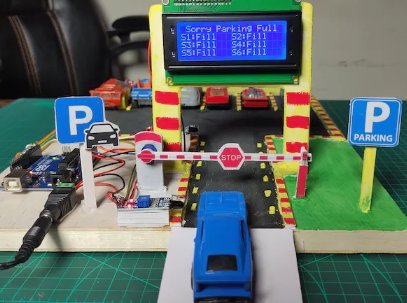 Sorry Parking Full
S1:Fill S2:Fill
S3:Fill S4:Fill
S5:Fill S6:Fill
P
P
PARKING
STOP